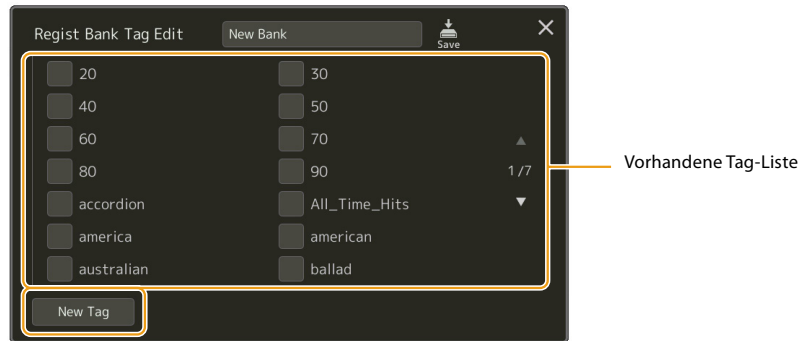 Regist Bank Tag Edit New Bank Save
20 30
40 50
60 70
80 90 1/7
accordion All_Time_Hits
america american
australian ballad
New Tag
Vorhandene Tag-Liste